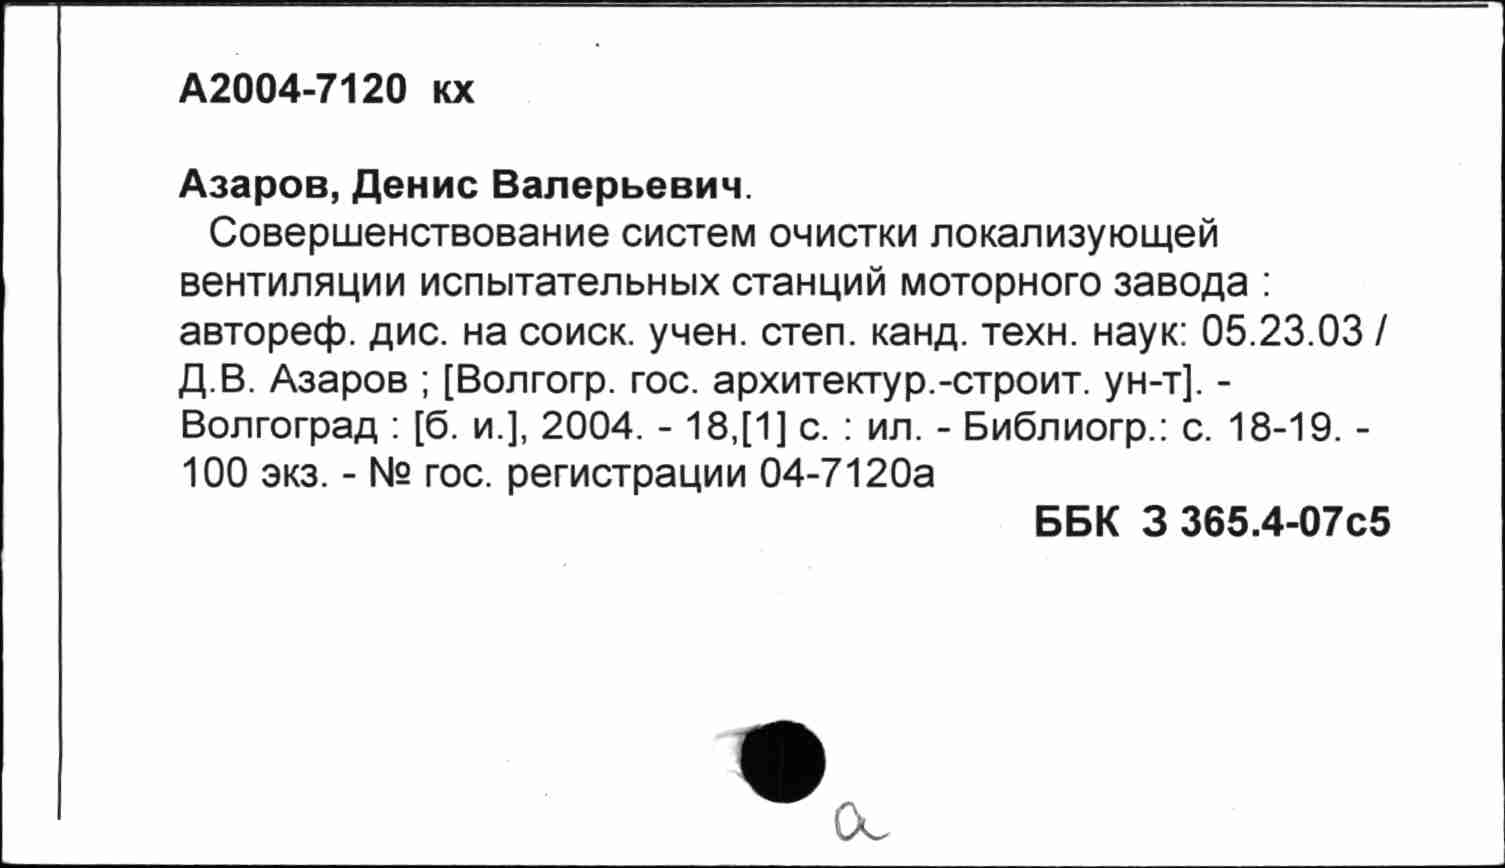 А2004-7120 кх
Азаров, Денис Валерьевич.
Совершенствование систем очистки локализующей
вентиляции испытательных станций моторного завода :
автореф. дис. на соиск. учен. степ. канд. техн. наук: 05.23.03 /
Д.В. Азаров ; [Волгогр. гос. архитектур.-строит. ун-т]. -
Волгоград : [б. и.], 2004. - 18,[1] с. : ил. - Библиогр.: с. 18-19. -
100 экз. - № гос. регистрации 04-7120а
ББК З 365.4-07с5
а